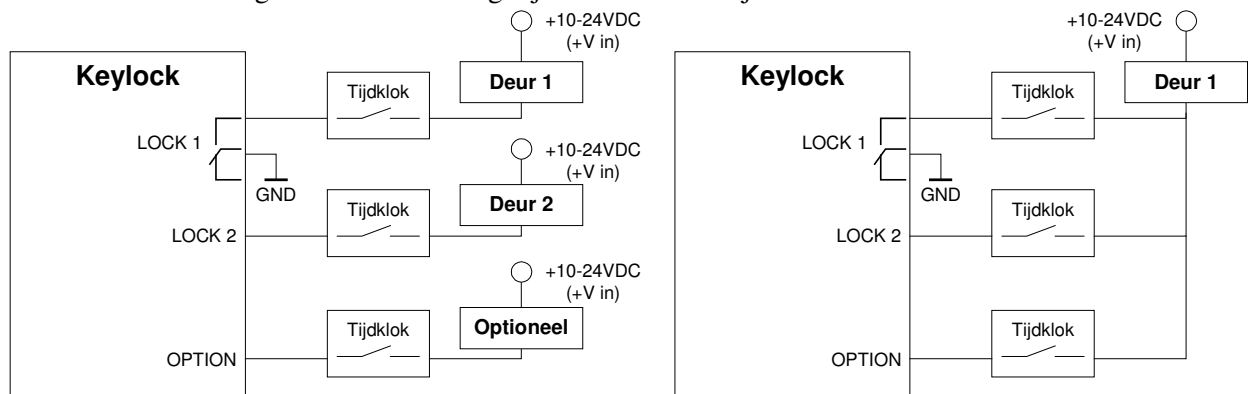 +10-24VDC
(+V in)
Keylock
Deur 1
Tijdklok
LOCK 1
GND
+10-24VDC
(+V in)
Deur 2
Tijdklok
LOCK 2
+10-24VDC
(+V in)
Optioneel
Tijdklok
OPTION
+10-24VDC
(+V in)
Keylock
Deur 1
Tijdklok
LOCK 1
GND
Tijdklok
LOCK 2
Tijdklok
OPTION